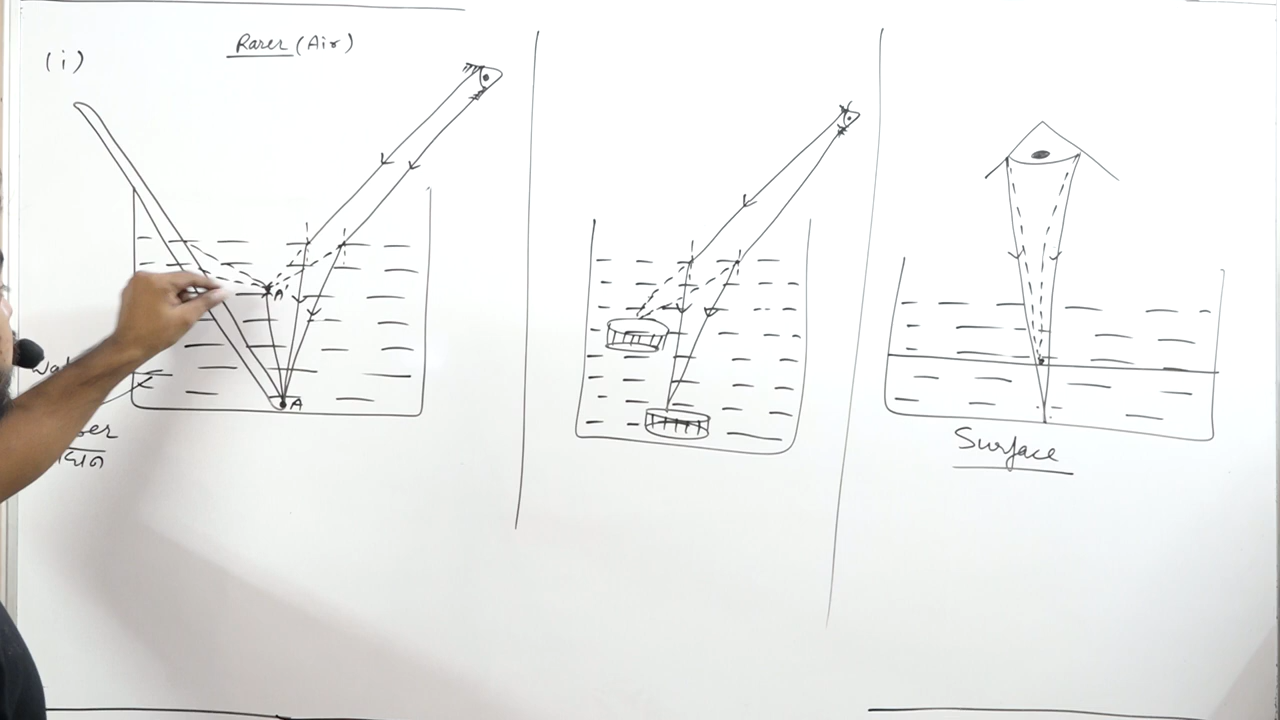 (i)
Rarer (Air)
A'
A
Surface